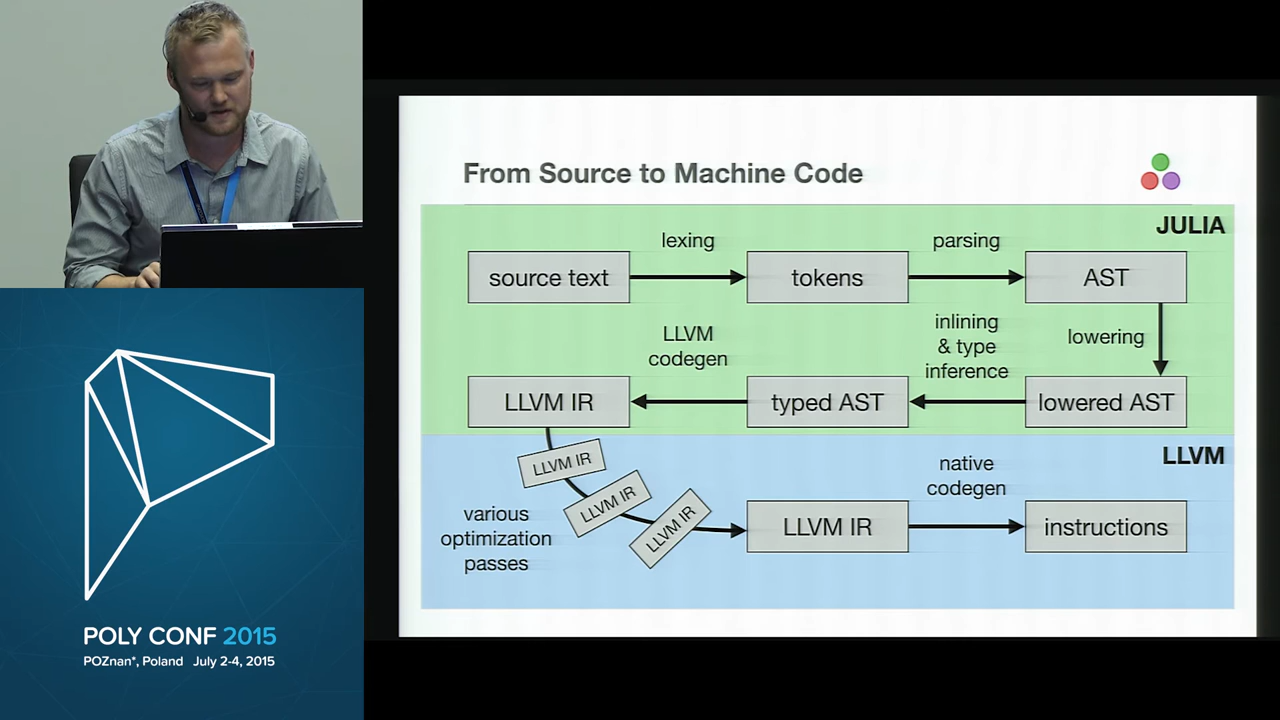 From Source to Machine Code
JULIA
lexing
parsing
source text
tokens
AST
LLVM
codegen
inlining
& type
inference
lowering
LLVM IR
typed AST
lowered AST
LLVM
LLVM IR
LLVM IR
LLVM IR
various
optimization
passes
LLVM IR
native
codegen
instructions
POLY CONF 2015
POZnan*, Poland July 2-4, 2015